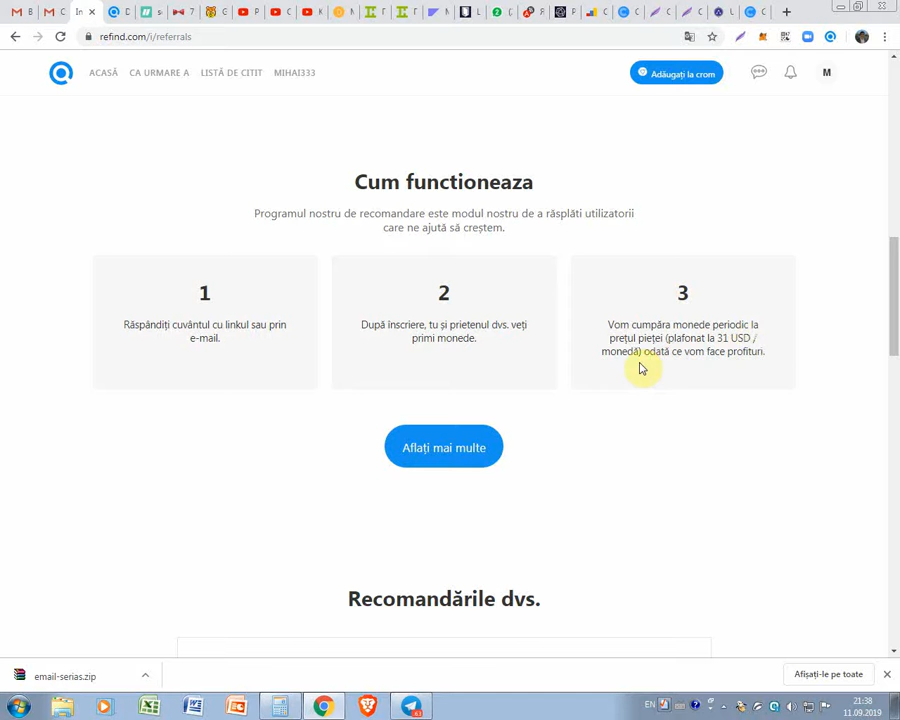 refind.com/i/referrals
ACASĂ CA URMARE A LISTĂ DE CITIT MIHAI333
Adăugați la crom
M
Cum functioneaza
Programul nostru de recomandare este modul nostru de a răsplăti utilizatorii
care ne ajută să creștem.
1
Răspândiți cuvântul cu linkul sau prin
e-mail.
2
După înscriere, tu și prietenul dvs. veți
primi monede.
3
Vom cumpăra monede periodic la
prețul pieței (plafonat la 31 USD /
monedă) odată ce vom face profituri.
Aflați mai multe
Recomandările dvs.
email-serias.zip
Afișați-le pe toate
EN
21:38
11.09.2019